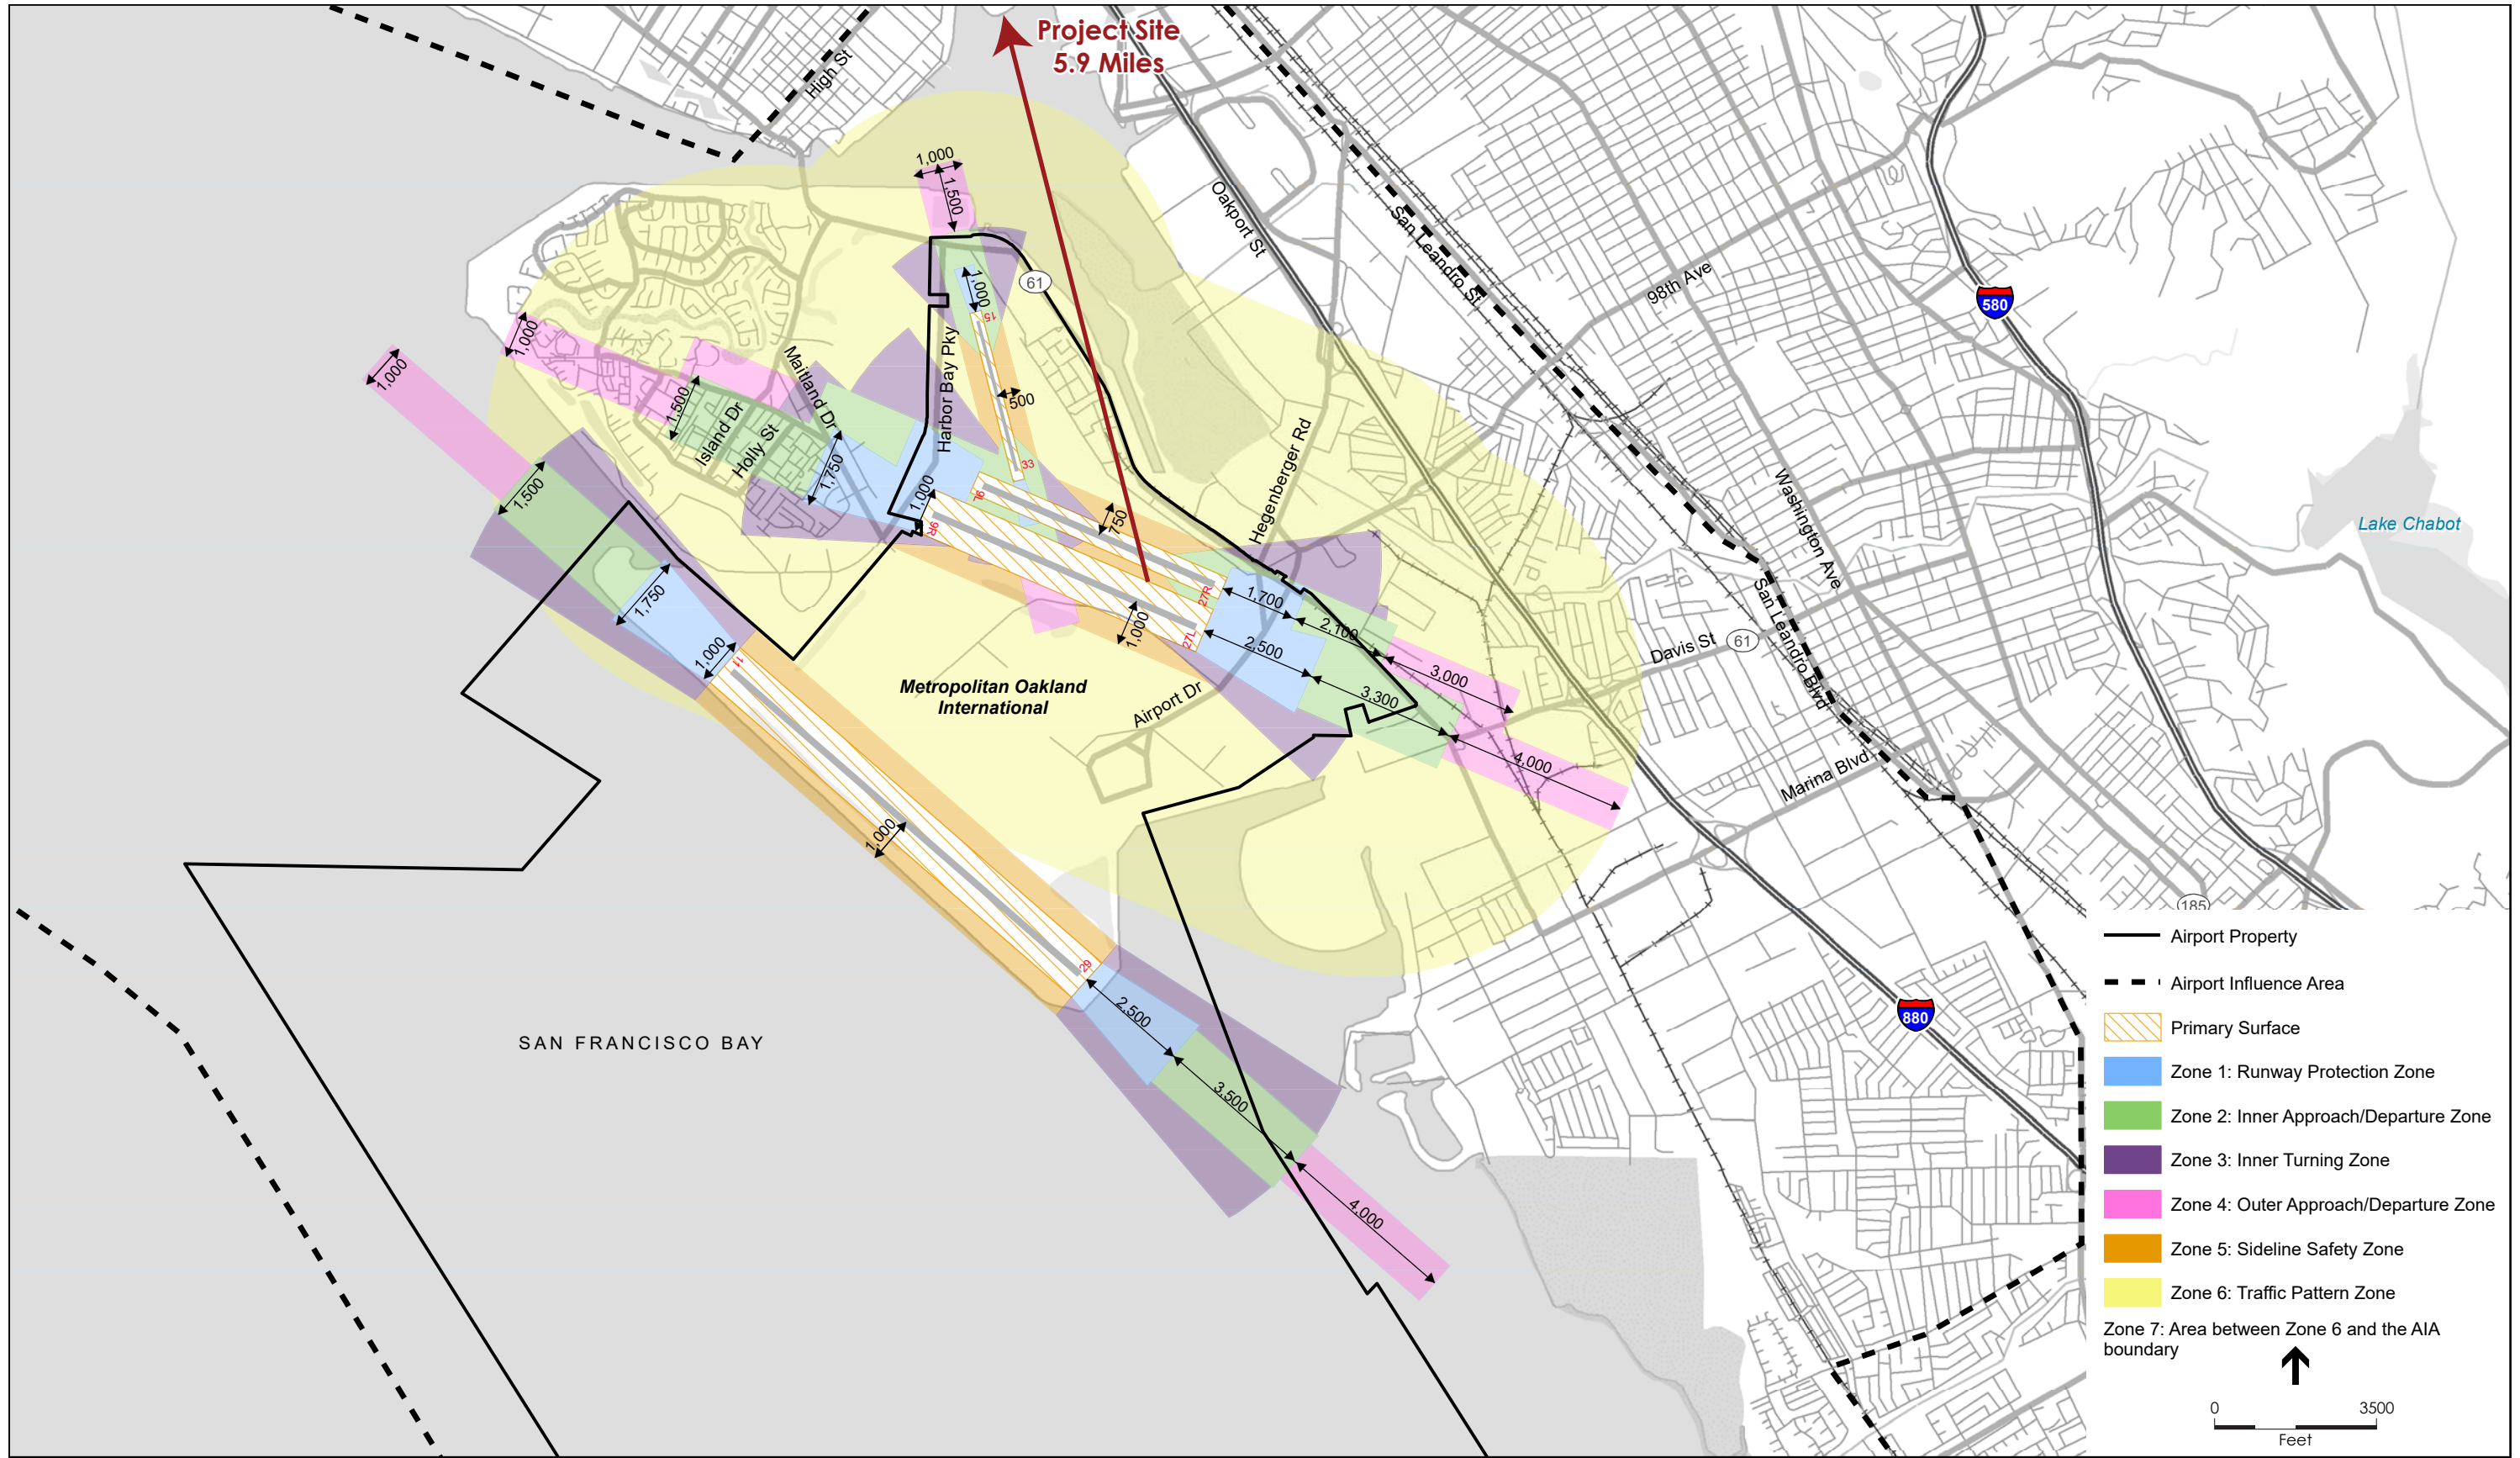 Project Site
5.9 Miles
High St
1,000
1,500
Oakport St
San Leandro St
61
98th Ave
580
1,000
15
1,000
1,000
Harbor Bay Pky
Maitland Dr
500
1,500
Island Dr
Holly St
1,750
33
Hegenberger Rd
1,500
1,000
9L
9R
750
Washington Ave
Lake Chabot
1,750
1,700
27R
2,100
1,000
27L
2,500
San Leandro Blvd
Davis St
61
1,000
11
3,000
Metropolitan Oakland
International
Airport Dr
3,300
4,000
Marina Blvd
1,000
185
29
2,500
880
SAN FRANCISCO BAY
3,500
4,000
Airport Property
Airport Influence Area
Primary Surface
Zone 1: Runway Protection Zone
Zone 2: Inner Approach/Departure Zone
Zone 3: Inner Turning Zone
Zone 4: Outer Approach/Departure Zone
Zone 5: Sideline Safety Zone
Zone 6: Traffic Pattern Zone
Zone 7: Area between Zone 6 and the AIA
boundary
0 3500
Feet